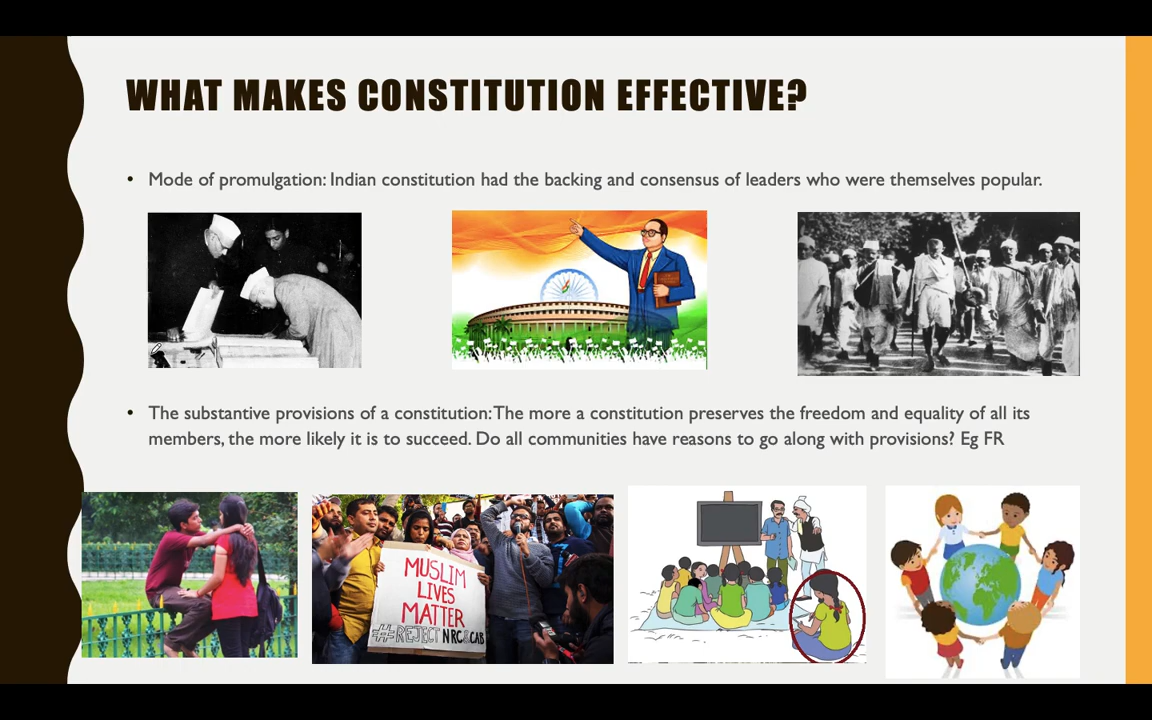 WHAT MAKES CONSTITUTION EFFECTIVE?
• Mode of promulgation: Indian constitution had the backing and consensus of leaders who were themselves popular.
• The substantive provisions of a constitution: The more a constitution preserves the freedom and equality of all its
members, the more likely it is to succeed. Do all communities have reasons to go along with provisions? Eg FR
MUSLIM
LIVES
MATTER
#REJECT NRC & CAB